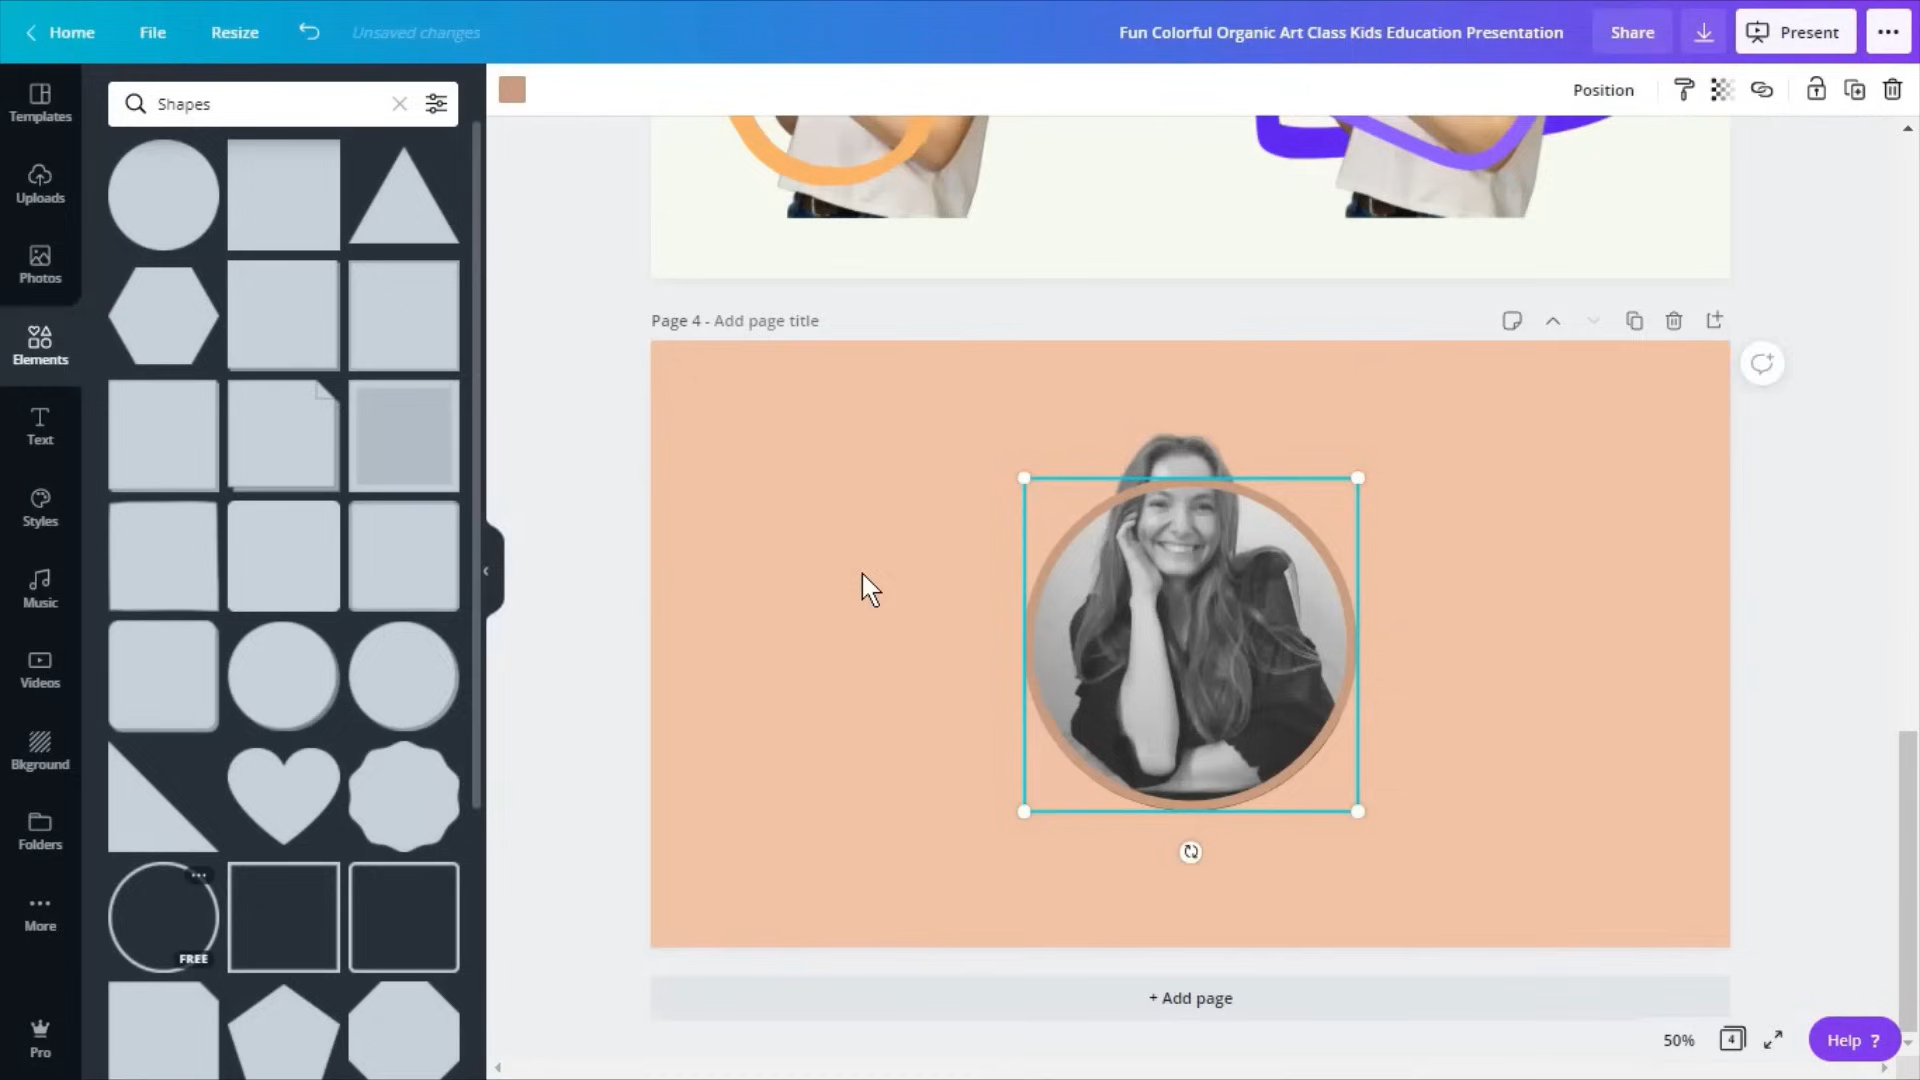 Home
File
Resize
Unsaved changes
Fun Colorful Organic Art Class Kids Education Presentation
Share
Present
Templates
Uploads
Photos
Elements
Text
Styles
Music
Videos
Bkground
Folders
More
Pro
Shapes
FREE
Position
Page 4 - Add page title
+ Add page
50%
4
Help ?